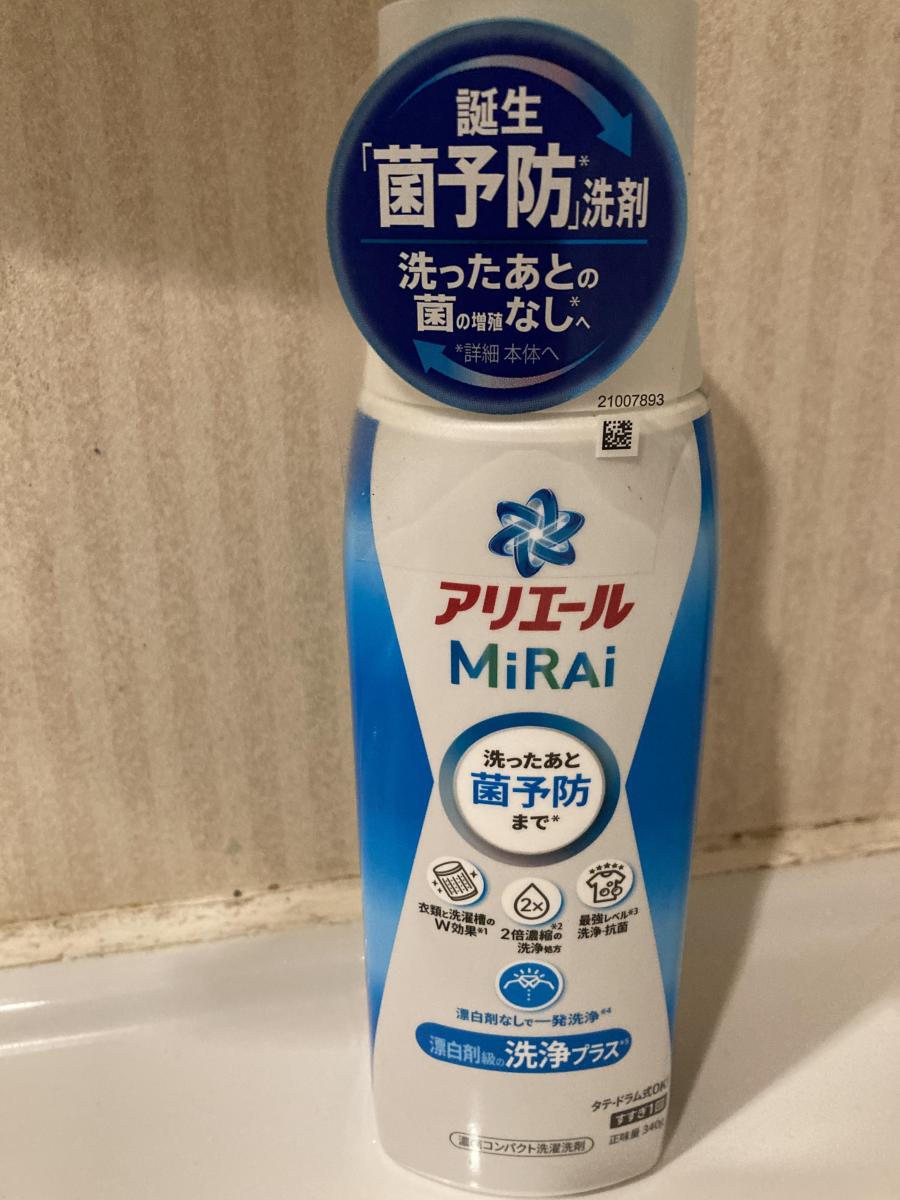 誕生
「菌予防」*洗剤
洗ったあとの
菌の増殖なし*へ
*詳細 本体へ
21007893
アリエール
MiRAi
洗ったあと
菌予防
まで*
衣類と洗濯槽の
W効果*1
2×
2倍濃縮の*2
洗浄処方
最強レベル*3
洗浄・抗菌
漂白剤なしで一発洗浄*4
漂白剤級の洗浄プラス*5
タテ・ドラム式OK!
すすぎ1回
正味量 340g
濃縮コンパクト洗濯洗剤